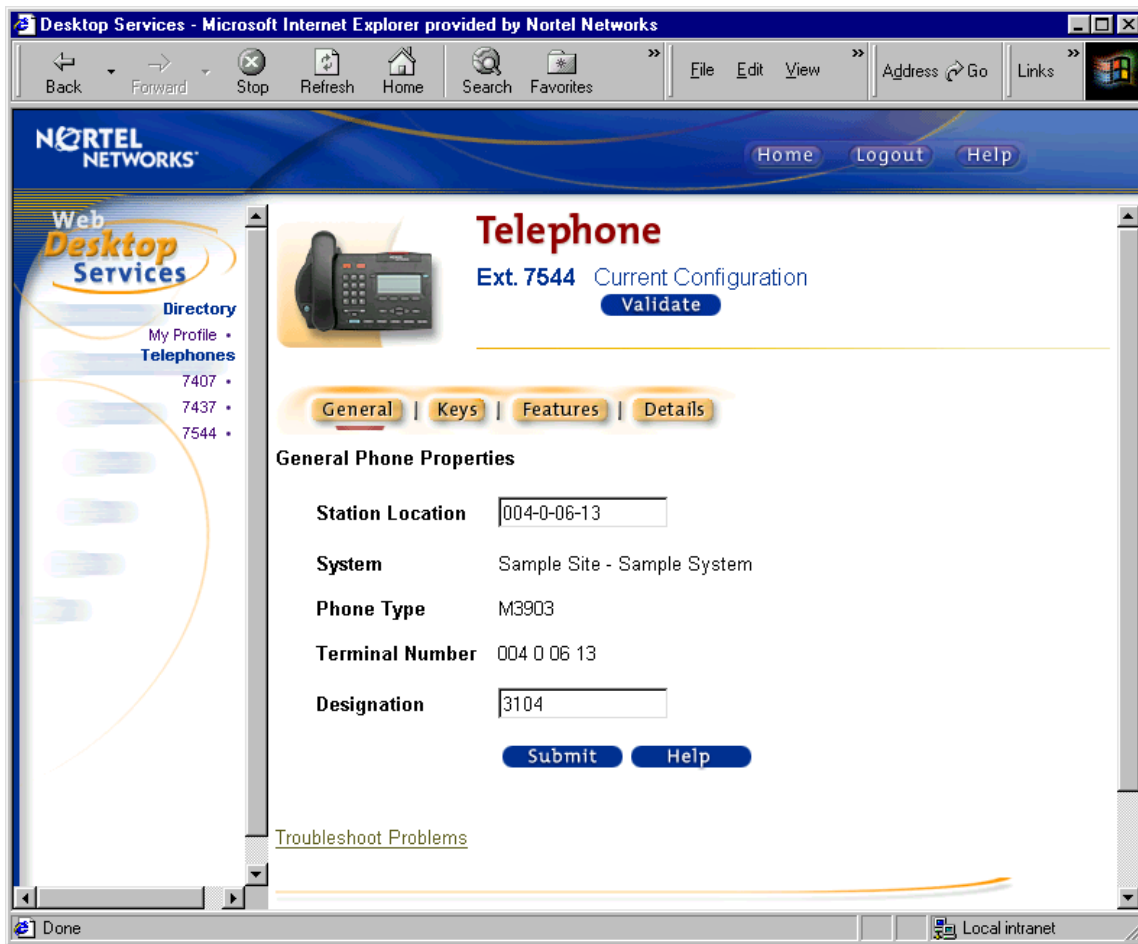 Desktop Services - Microsoft Internet Explorer provided by Nortel Networks
Back Forward Stop Refresh Home Search Favorites » File Edit View » Address Go Links »
NORTEL
NETWORKS
Home Logout Help
Web
Desktop
Services
Directory
My Profile •
Telephones
7407 •
7437 •
7544 •
Telephone
Ext. 7544 Current Configuration
Validate
General | Keys | Features | Details
General Phone Properties
Station Location 004-0-06-13
System Sample Site - Sample System
Phone Type M3903
Terminal Number 004 0 06 13
Designation 3104
Submit Help
Troubleshoot Problems
Done Local intranet